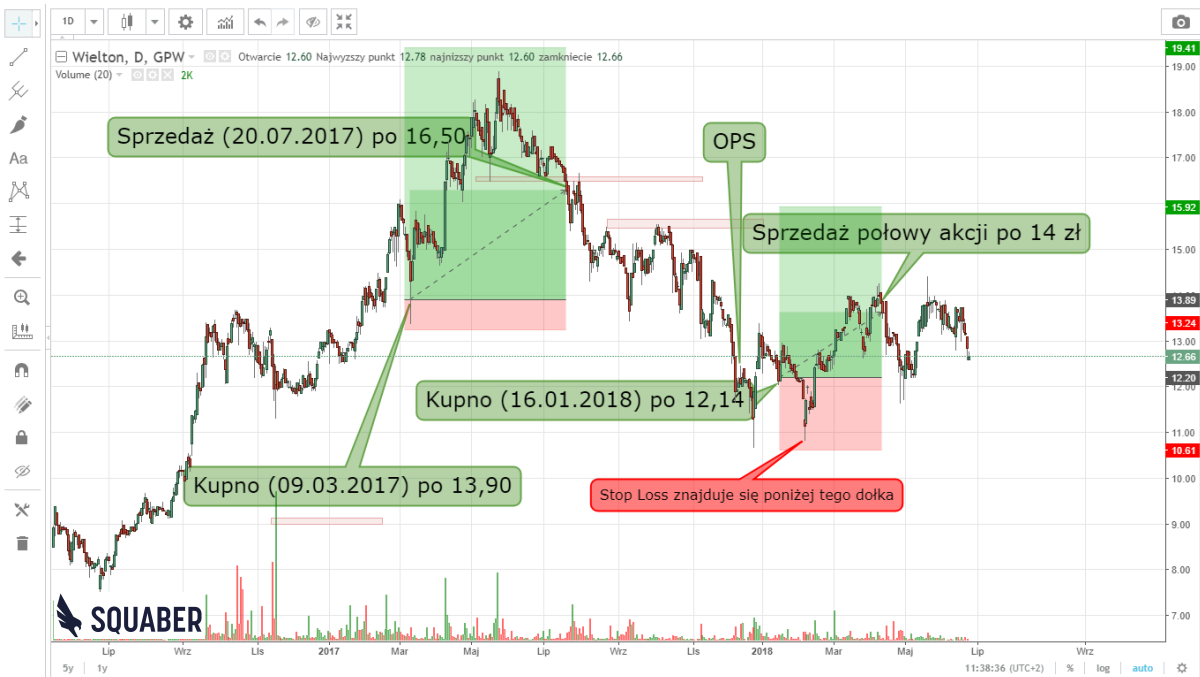 1D
Wielton, D, GPW
Otwarcie 12.60 Najwyzszy punkt 12.78 najnizszy punkt 12.60 zamkniecie 12.66
Volume (20)
2K
Aa
Sprzedaż (20.07.2017) po 16,50
OPS
Sprzedaż połowy akcji po 14 zł
Kupno (16.01.2018) po 12,14
Kupno (09.03.2017) po 13,90
Stop Loss znajduje się poniżej tego dołka
19.41
19.00
18.00
17.00
15.92
15.00
13.89
13.24
13.00
12.66
12.20
11.00
10.61
10.00
9.00
8.00
7.00
SQUABER
Lip Wrz Lis 2017 Mar Maj Lip Wrz Lis 2018 Mar Maj Lip Wrz
5y 1y
11:38:36 (UTC+2) % log auto